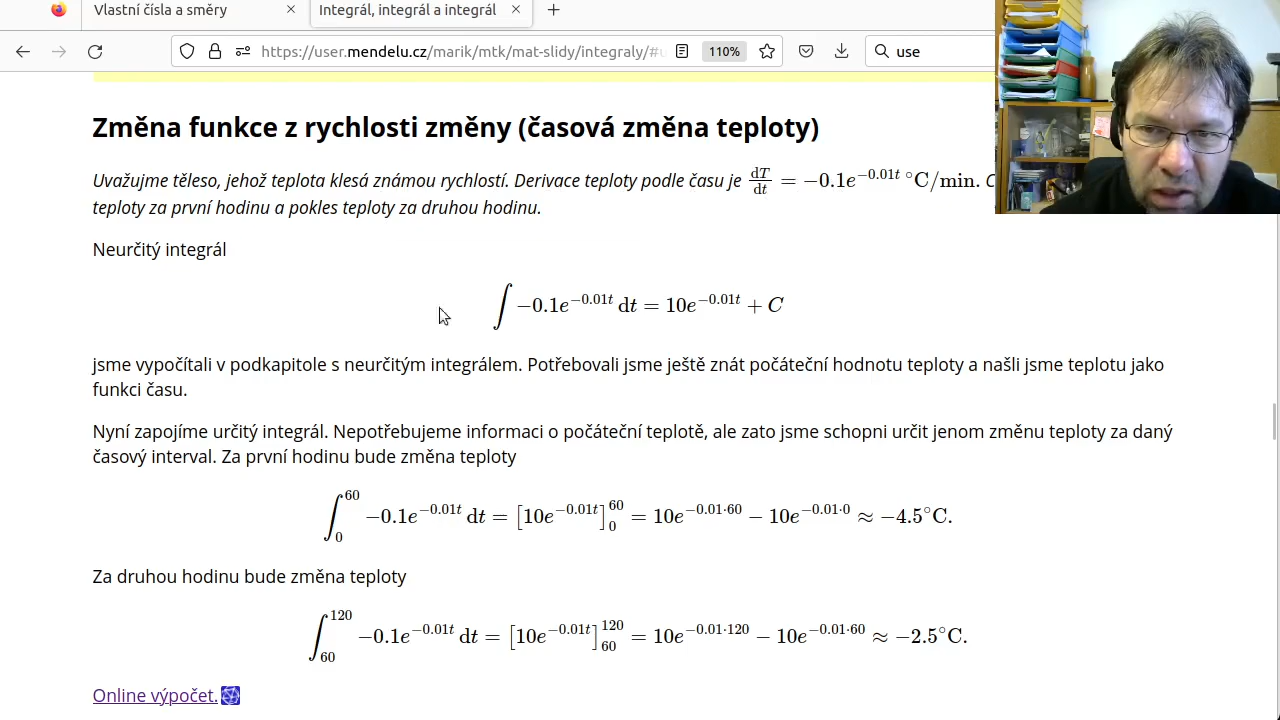 Vlastní čísla a směry
Integrál, integrál a integrál
https://user.mendelu.cz/marik/mtk/mat-slidy/integraly/#u
110%
use
Změna funkce z rychlosti změny (časová změna teploty)
Uvažujme těleso, jehož teplota klesá známou rychlostí. Derivace teploty podle času je dT/dt = −0.1e^{−0.01t} °C/min.
teploty za první hodinu a pokles teploty za druhou hodinu.
Neurčitý integrál
∫ −0.1e^{−0.01t} dt = 10e^{−0.01t} + C
jsme vypočítali v podkapitole s neurčitým integrálem. Potřebovali jsme ještě znát počáteční hodnotu teploty a našli jsme teplotu jako
funkci času.
Nyní zapojíme určitý integrál. Nepotřebujeme informaci o počáteční teplotě, ale zato jsme schopni určit jenom změnu teploty za daný
časový interval. Za první hodinu bude změna teploty
∫_0^{60} −0.1e^{−0.01t} dt = [10e^{−0.01t}]_0^{60} = 10e^{−0.01·60} − 10e^{−0.01·0} ≈ −4.5°C.
Za druhou hodinu bude změna teploty
∫_{60}^{120} −0.1e^{−0.01t} dt = [10e^{−0.01t}]_{60}^{120} = 10e^{−0.01·120} − 10e^{−0.01·60} ≈ −2.5°C.
Online výpočet.